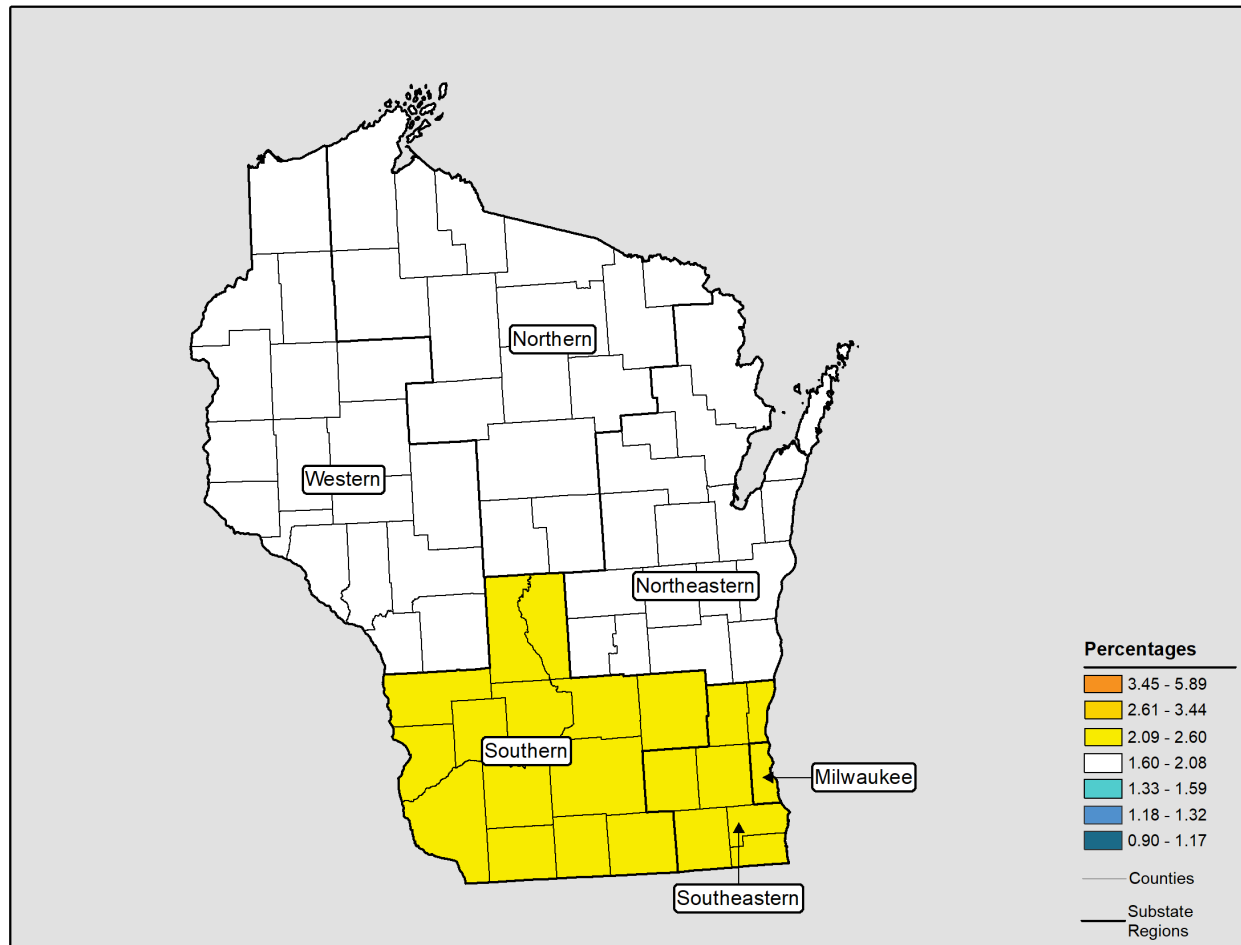 Northern
Western
Northeastern
Southern
Milwaukee
Southeastern
Percentages
3.45 - 5.89
2.61 - 3.44
2.09 - 2.60
1.60 - 2.08
1.33 - 1.59
1.18 - 1.32
0.90 - 1.17
Counties
Substate
Regions